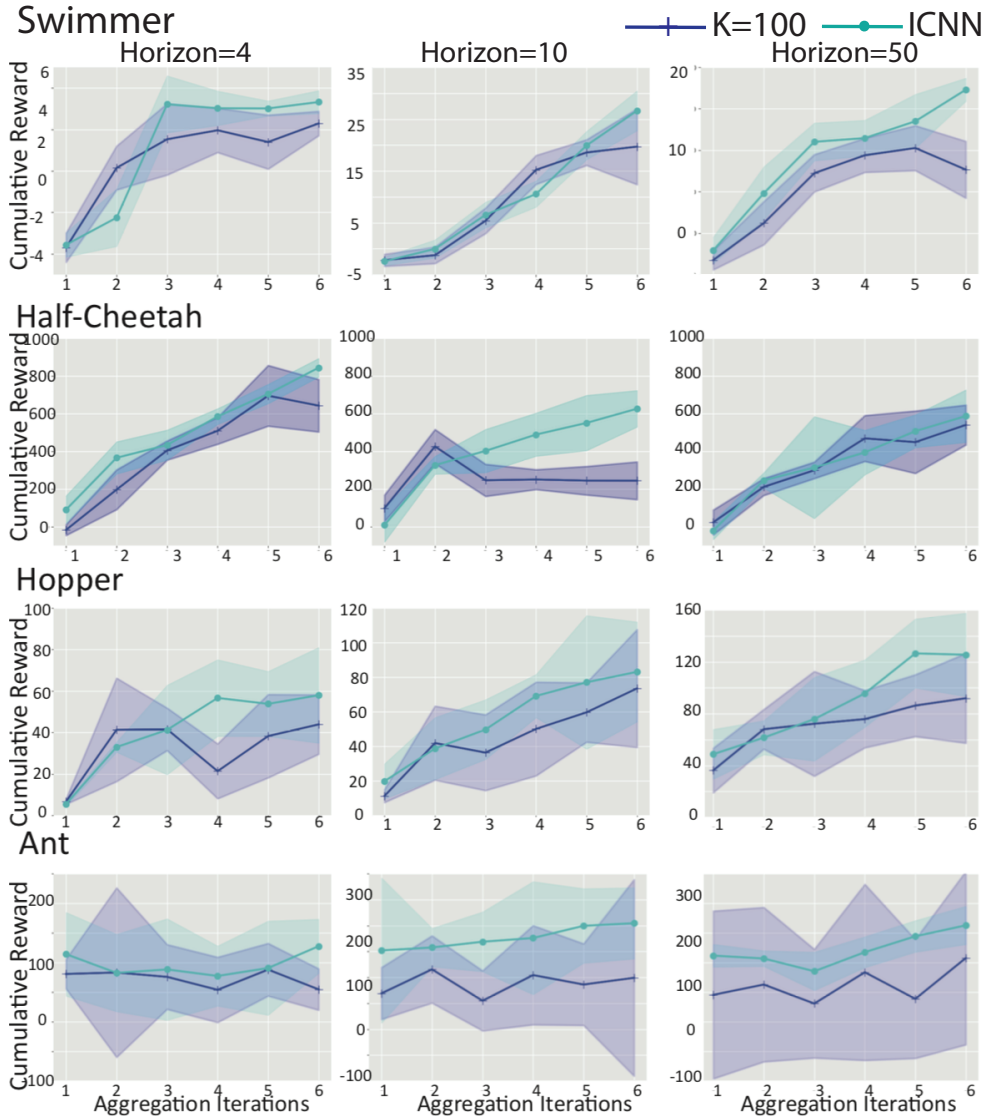 Swimmer
K=100
ICNN
Horizon=4
Horizon=10
Horizon=50
Cumulative Reward
6
4
2
0
-2
-4
1 2 3 4 5 6
35
25
15
5
-5
1 2 3 4 5 6
20
10
0
1 2 3 4 5 6
Half-Cheetah
Cumulative Reward
1000
800
600
400
200
0
1 2 3 4 5 6
1000
800
600
400
200
0
1 2 3 4 5 6
1000
800
600
400
200
0
1 2 3 4 5 6
Hopper
Cumulative Reward
100
80
60
40
20
0
1 2 3 4 5 6
120
100
80
60
40
20
0
1 2 3 4 5 6
160
120
80
40
0
1 2 3 4 5 6
Ant
Cumulative Reward
200
100
0
-100
1 2 3 4 5 6
Aggregation Iterations
300
200
100
0
-100
1 2 3 4 5 6
Aggregation Iterations
300
200
100
0
-100
1 2 3 4 5 6
Aggregation Iterations